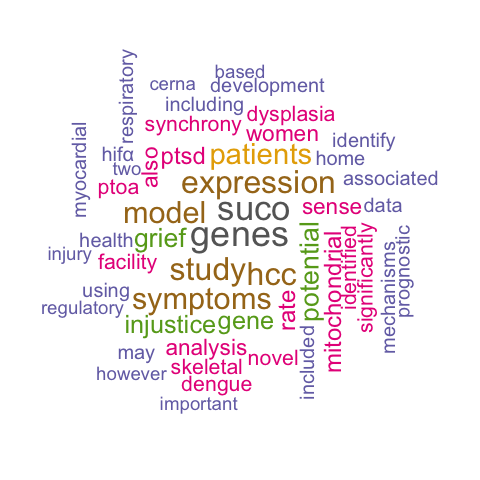 based
cerna
development
respiratory
including
dysplasia
synchrony
women
myocardial
hifα
also
ptsd
patients
identify
home
two
ptoa
expression
associated
model
suco
sense
data
health
grief
genes
potential
injury
facility
study
hcc
mitochondrial
identified
significantly
mechanisms
prognostic
using
regulatory
symptoms
rate
injustice
gene
may
analysis
novel
included
however
skeletal
dengue
important